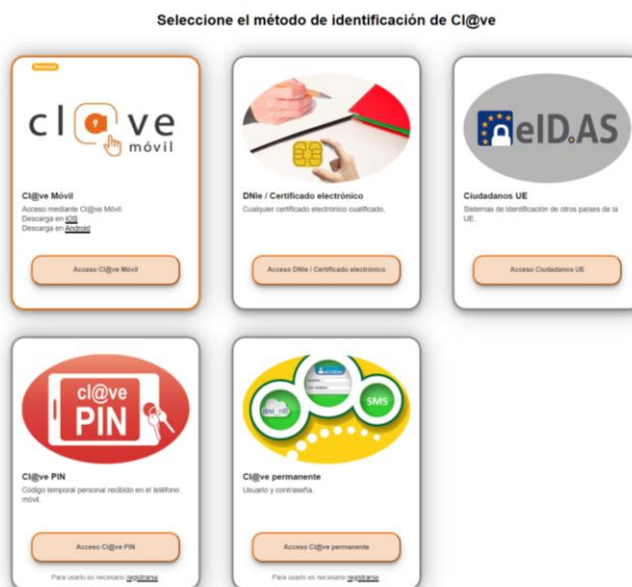 Seleccione el método de identificación de Cl@ve
Novedad
cl@ve
móvil
Cl@ve Móvil
Acceso mediante Cl@ve Móvil
Descarga en iOS
Descarga en Android
Acceso Cl@ve Móvil
DNIe / Certificado electrónico
Cualquier certificado electrónico cualificado.
Acceso DNIe / Certificado electrónico
eID.AS
Ciudadanos UE
Sistemas de identificación de otros países de la
UE.
Acceso Ciudadanos UE
cl@ve
PIN
Cl@ve PIN
Código temporal personal recibido en el teléfono
móvil.
Acceso Cl@ve PIN
Para usarlo es necesario registrarse
dni_nb
SMS
Cl@ve permanente
Usuario y contraseña.
Acceso Cl@ve permanente
Para usarlo es necesario registrarse